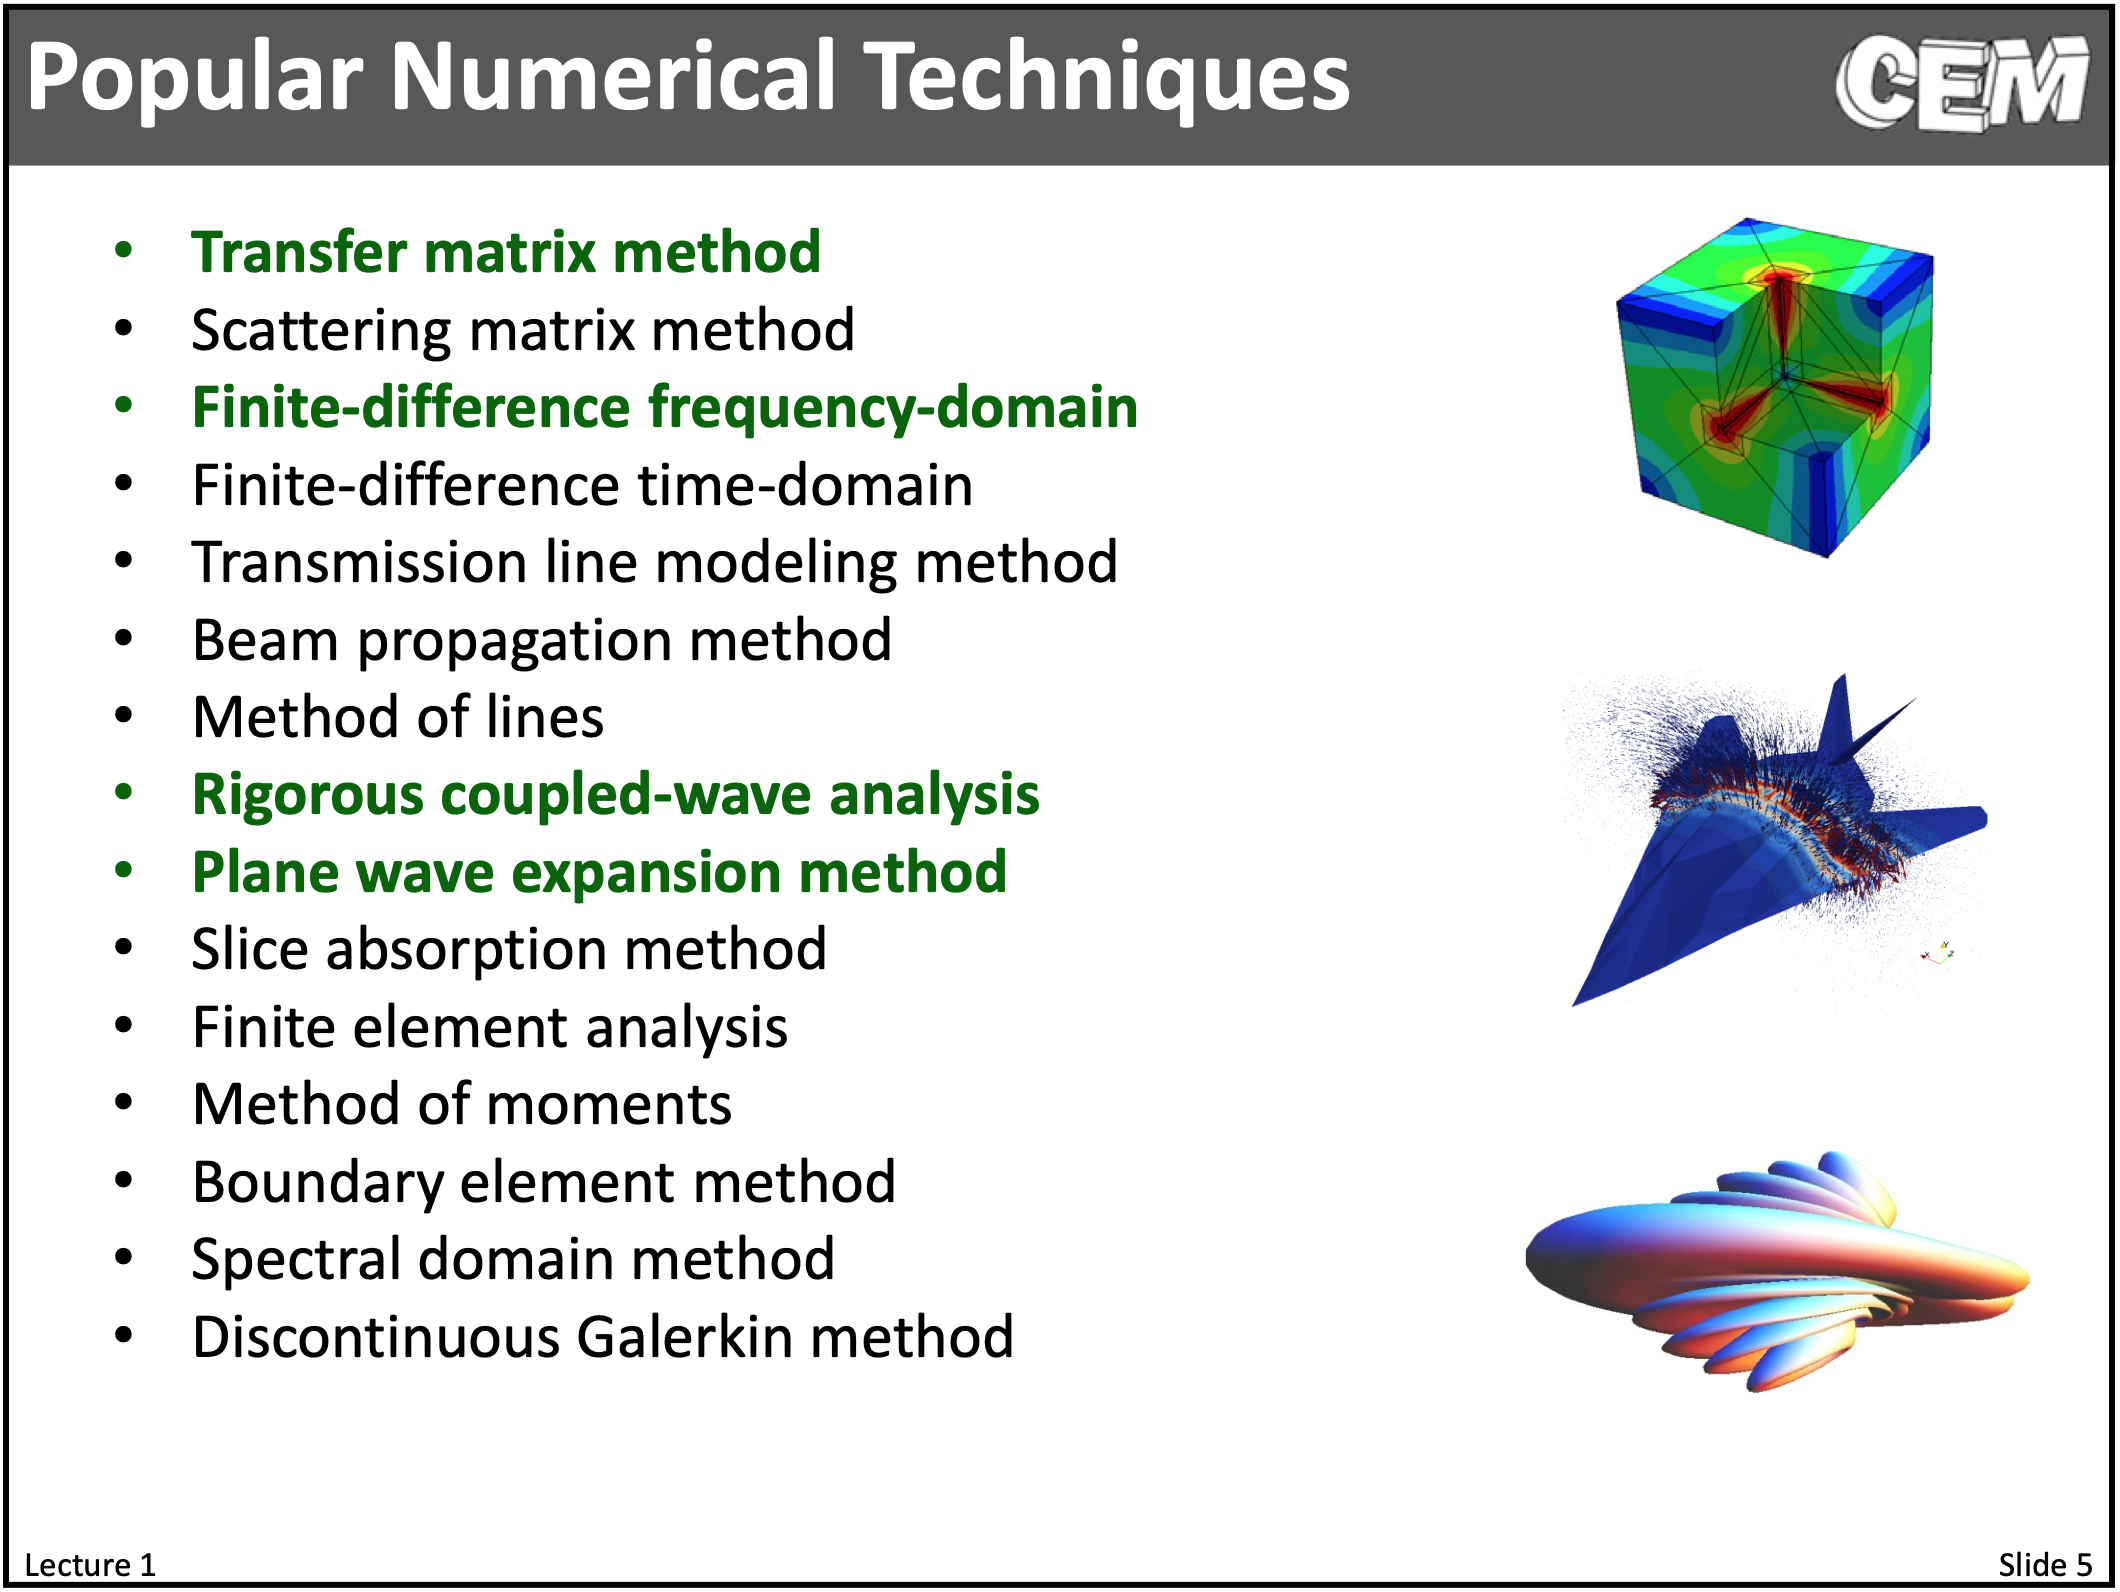 Popular Numerical Techniques
CEM
• Transfer matrix method
• Scattering matrix method
• Finite-difference frequency-domain
• Finite-difference time-domain
• Transmission line modeling method
• Beam propagation method
• Method of lines
• Rigorous coupled-wave analysis
• Plane wave expansion method
• Slice absorption method
• Finite element analysis
• Method of moments
• Boundary element method
• Spectral domain method
• Discontinuous Galerkin method
Lecture 1
Slide 5